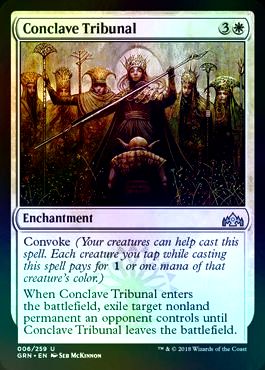 Conclave Tribunal 3
Enchantment
Convoke (Your creatures can help cast this
spell. Each creature you tap while casting
this spell pays for 1 or one mana of that
creature's color.)
When Conclave Tribunal enters
the battlefield, exile target nonland
permanent an opponent controls until
Conclave Tribunal leaves the battlefield.
006/259 U
GRN • EN SEB MCKINNON
™ & © 2018 Wizards of the Coast